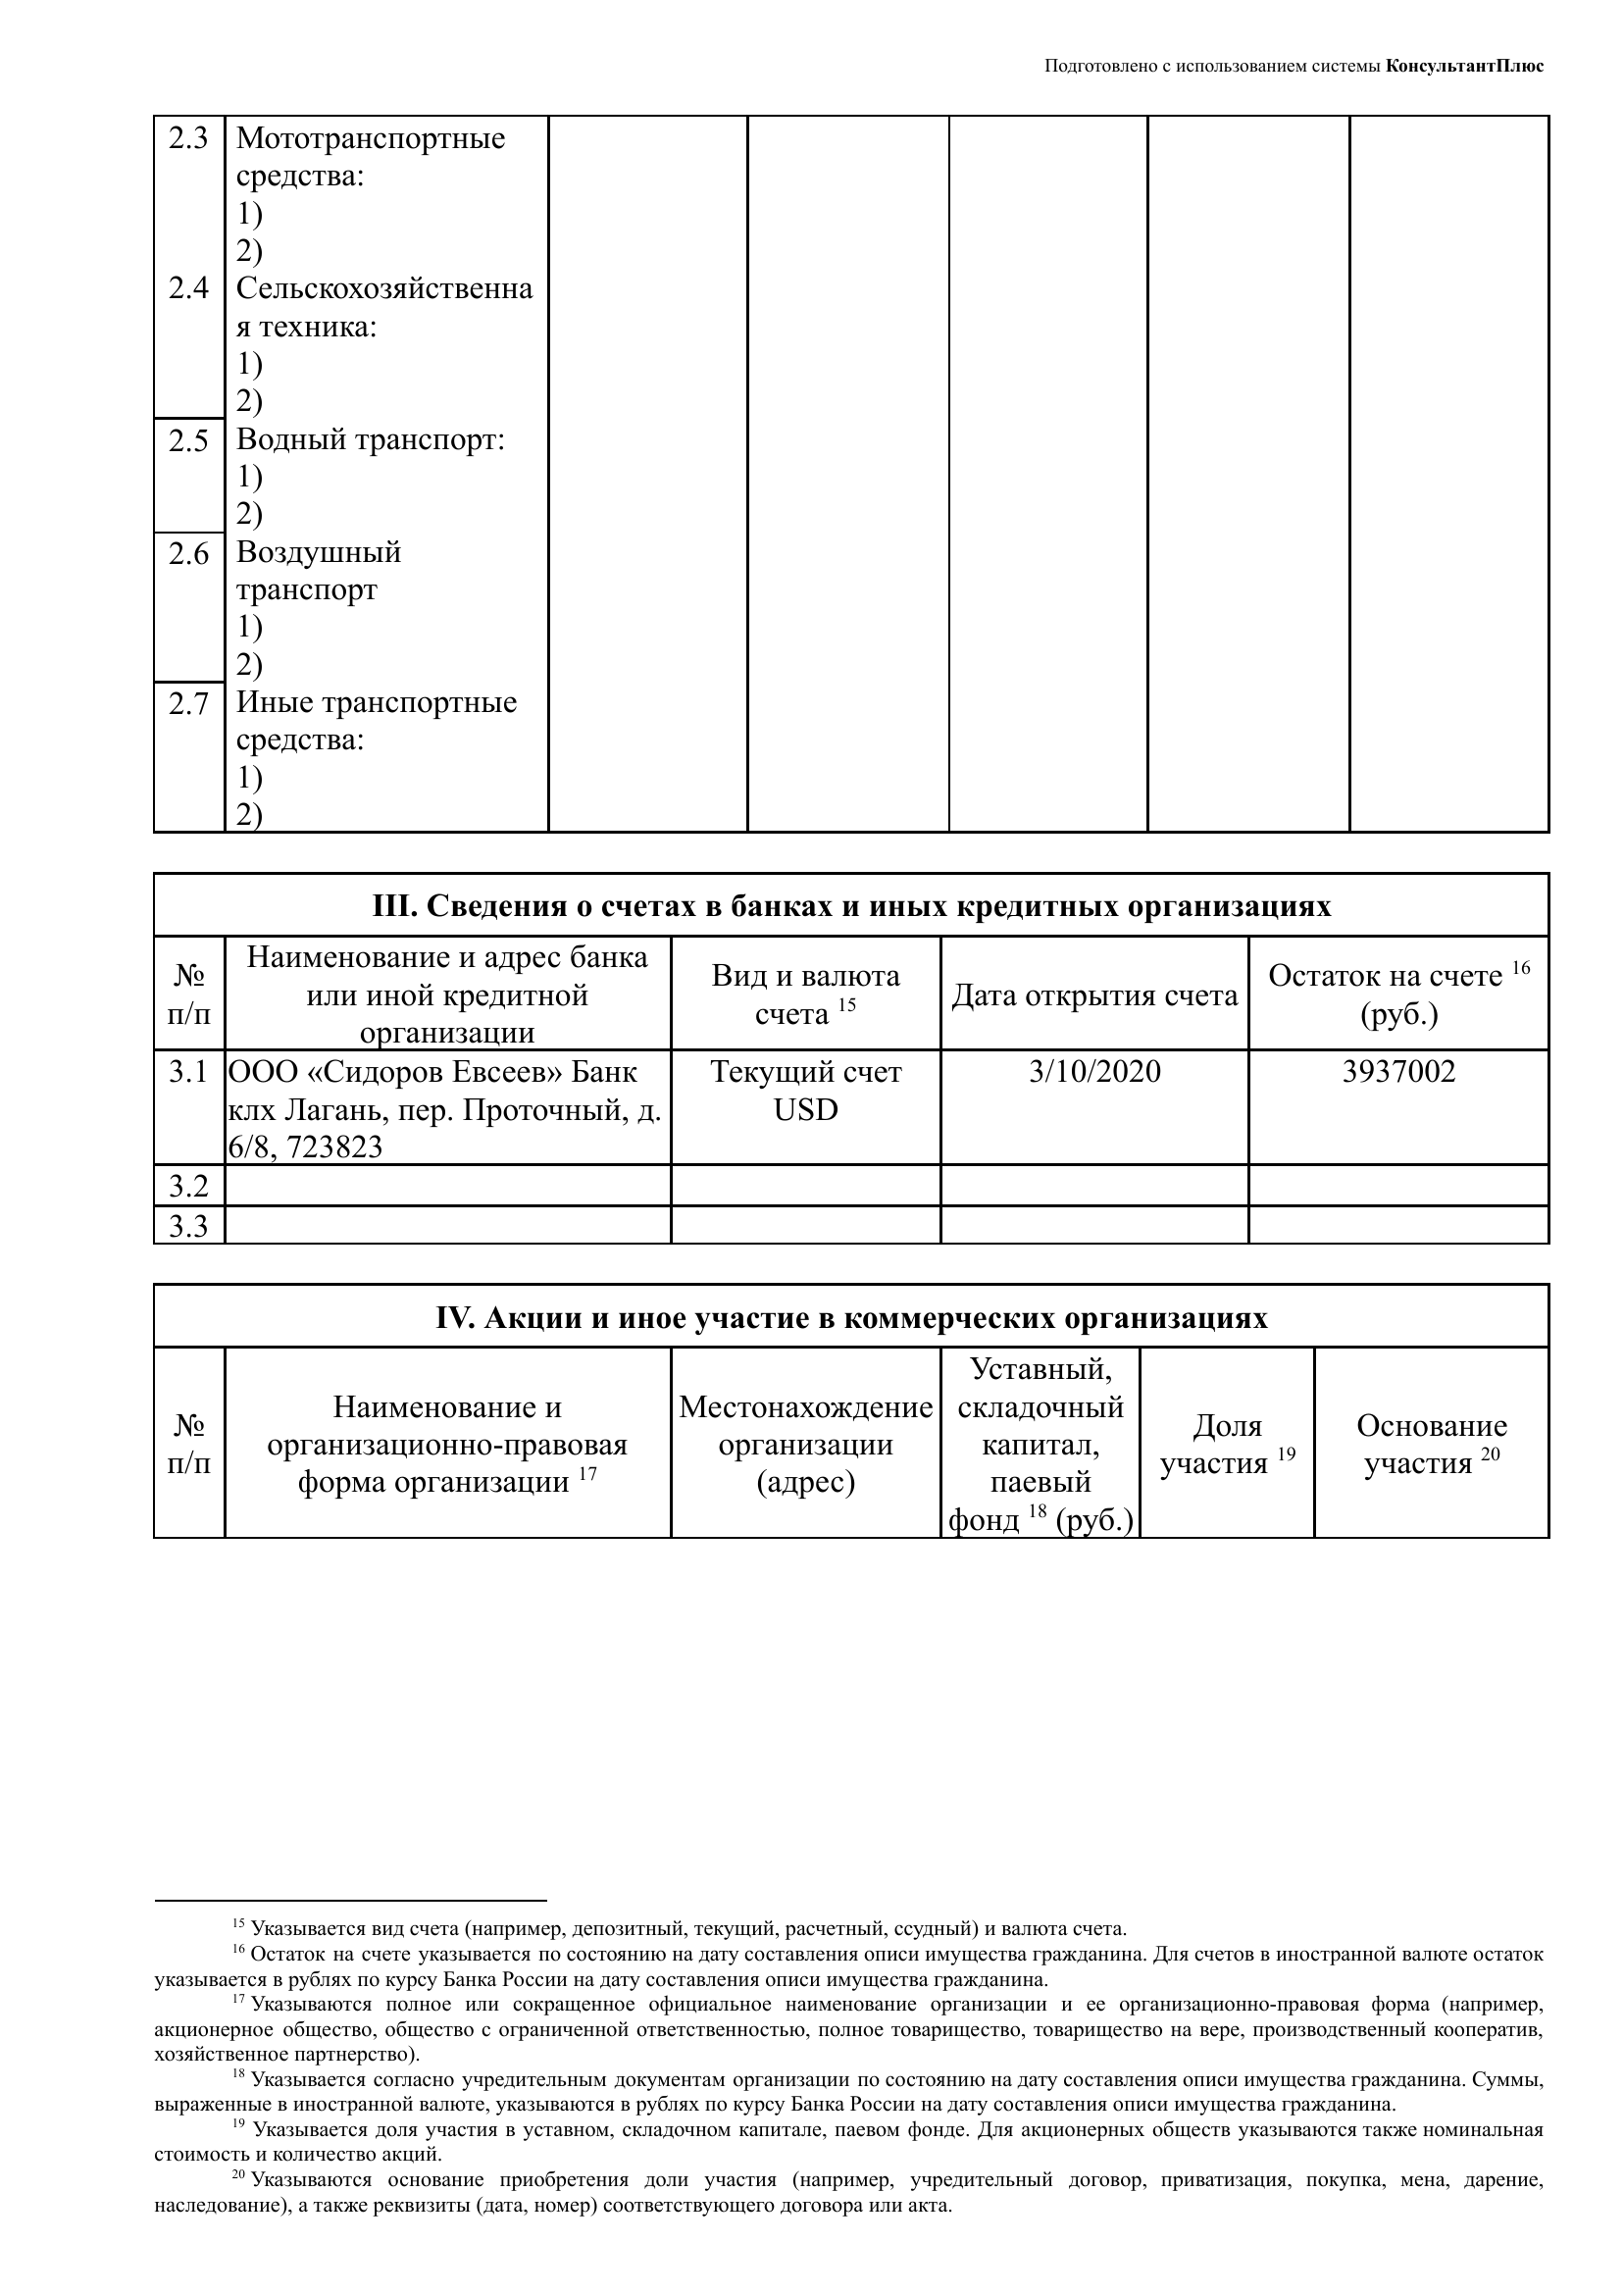 Подготовлено с использованием системы КонсультантПлюс
2.3 Мототранспортные
средства:
1)
2)
2.4 Сельскохозяйственна
я техника:
1)
2)
2.5 Водный транспорт:
1)
2)
2.6 Воздушный
транспорт
1)
2)
2.7 Иные транспортные
средства:
1)
2)
III. Сведения о счетах в банках и иных кредитных организациях
№
п/п
Наименование и адрес банка
или иной кредитной
организации
Вид и валюта
счета 15
Дата открытия счета
Остаток на счете 16
(руб.)
3.1
ООО «Сидоров Евсеев» Банк
клх Лагань, пер. Проточный, д.
6/8, 723823
Текущий счет
USD
3/10/2020
3937002
3.2
3.3
IV. Акции и иное участие в коммерческих организациях
№
п/п
Наименование и
организационно-правовая
форма организации 17
Местонахождение
организации
(адрес)
Уставный,
складочный
капитал,
паевый
фонд 18 (руб.)
Доля
участия 19
Основание
участия 20
15 Указывается вид счета (например, депозитный, текущий, расчетный, ссудный) и валюта счета.
16 Остаток на счете указывается по состоянию на дату составления описи имущества гражданина. Для счетов в иностранной валюте остаток
указывается в рублях по курсу Банка России на дату составления описи имущества гражданина.
17 Указываются полное или сокращенное официальное наименование организации и ее организационно-правовая форма (например,
акционерное общество, общество с ограниченной ответственностью, полное товарищество, товарищество на вере, производственный кооператив,
хозяйственное партнерство).
18 Указывается согласно учредительным документам организации по состоянию на дату составления описи имущества гражданина. Суммы,
выраженные в иностранной валюте, указываются в рублях по курсу Банка России на дату составления описи имущества гражданина.
19 Указывается доля участия в уставном, складочном капитале, паевом фонде. Для акционерных обществ указываются также номинальная
стоимость и количество акций.
20 Указываются основание приобретения доли участия (например, учредительный договор, приватизация, покупка, мена, дарение,
наследование), а также реквизиты (дата, номер) соответствующего договора или акта.